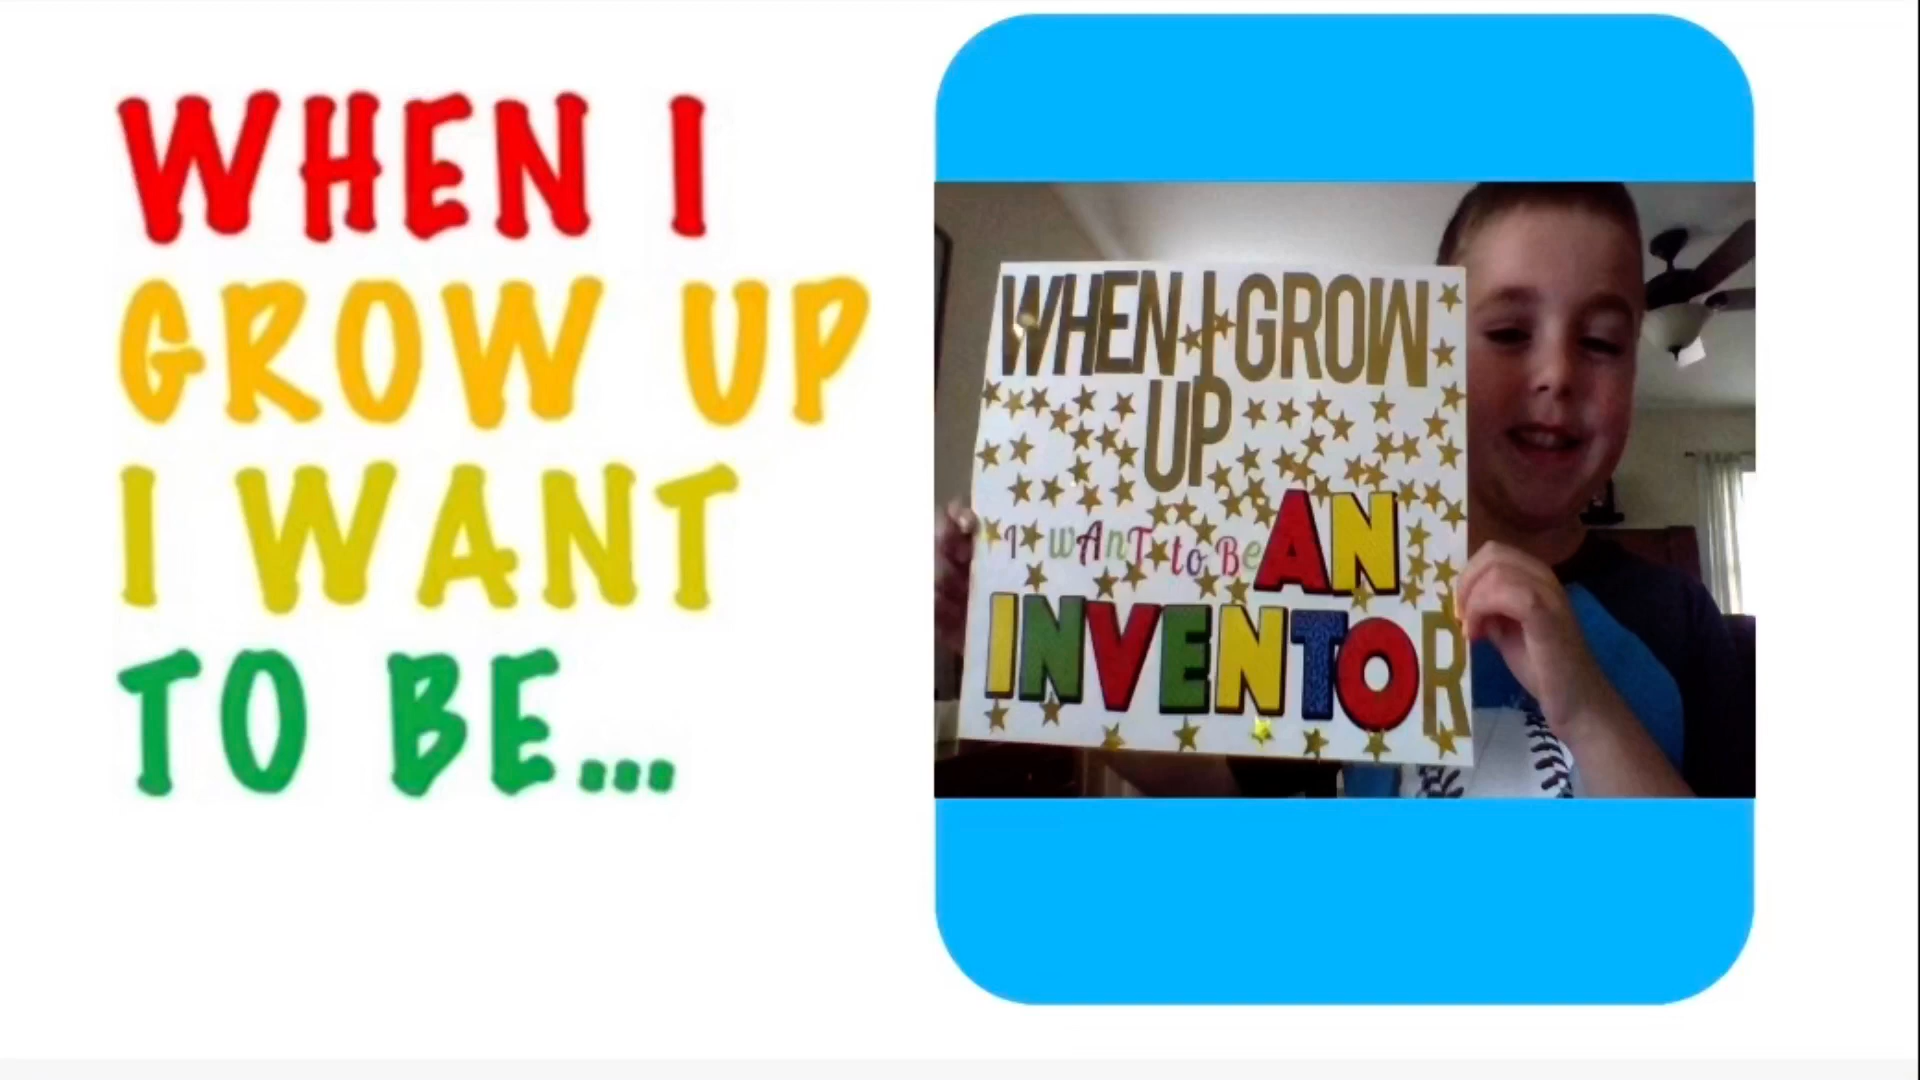 WHEN I
GROW UP
I WANT
TO BE...
WHEN I GROW
UP
I wAnT to Be AN
INVENTOR